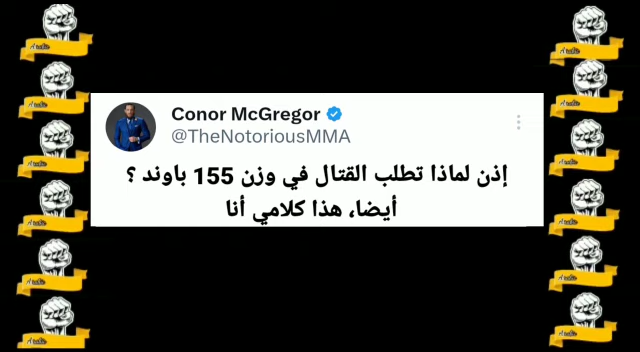 Conor McGregor
@TheNotoriousMMA
إذن لماذا تطلب القتال في وزن 155 باوند ؟
أيضا، هذا كلامي أنا